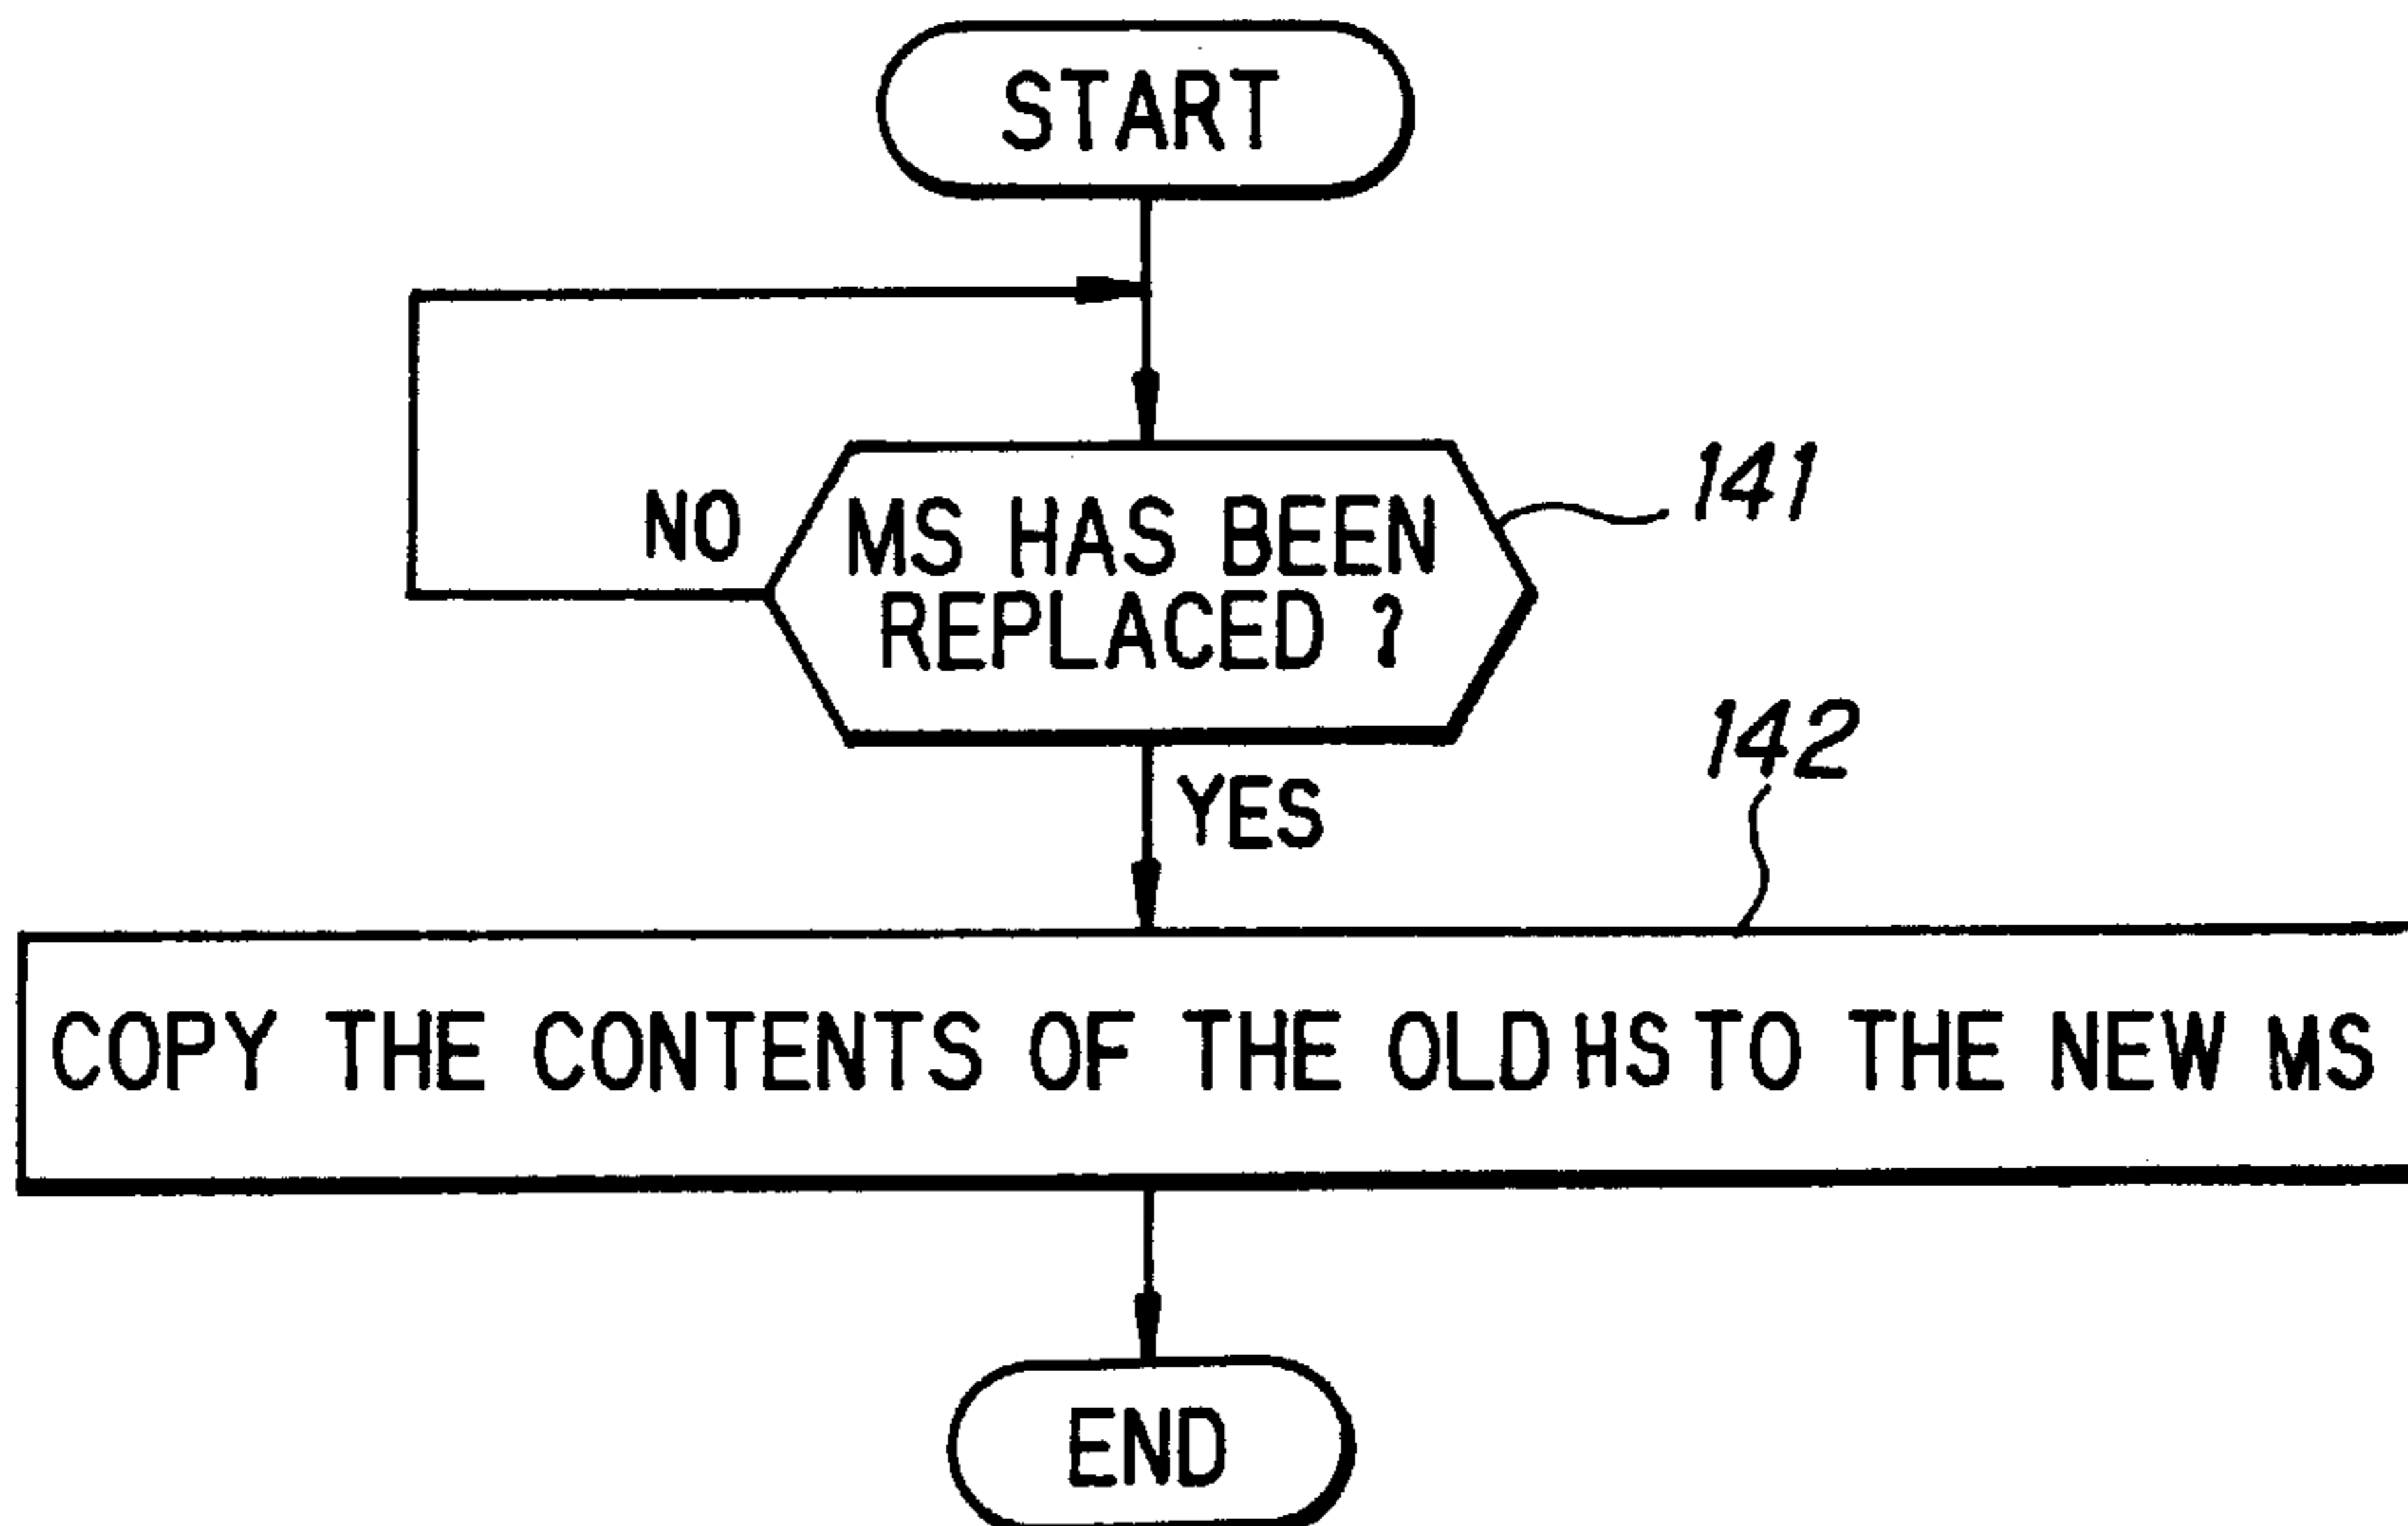 START
NO
MS HAS BEEN
REPLACED ?
141
142
YES
COPY THE CONTENTS OF THE OLD HS TO THE NEW MS
END